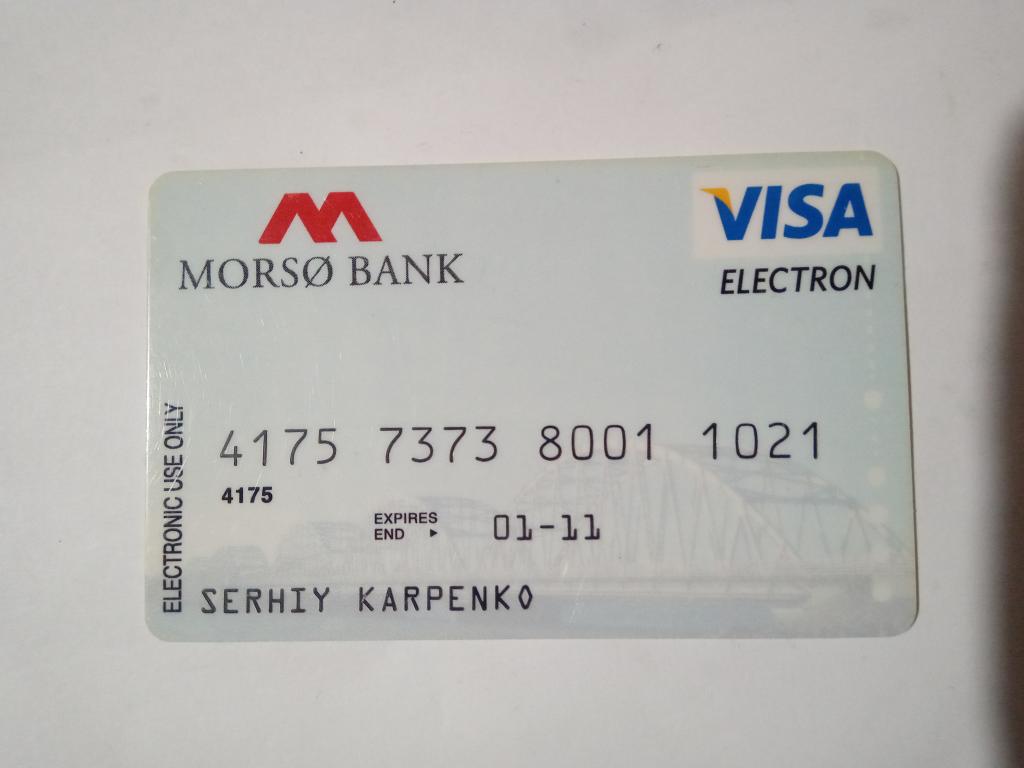 MORSØ BANK
VISA
ELECTRON
ELECTRONIC USE ONLY
4175 7373 8001 1021
4175
EXPIRES
END ▶ 01-11
SERHIY KARPENKO